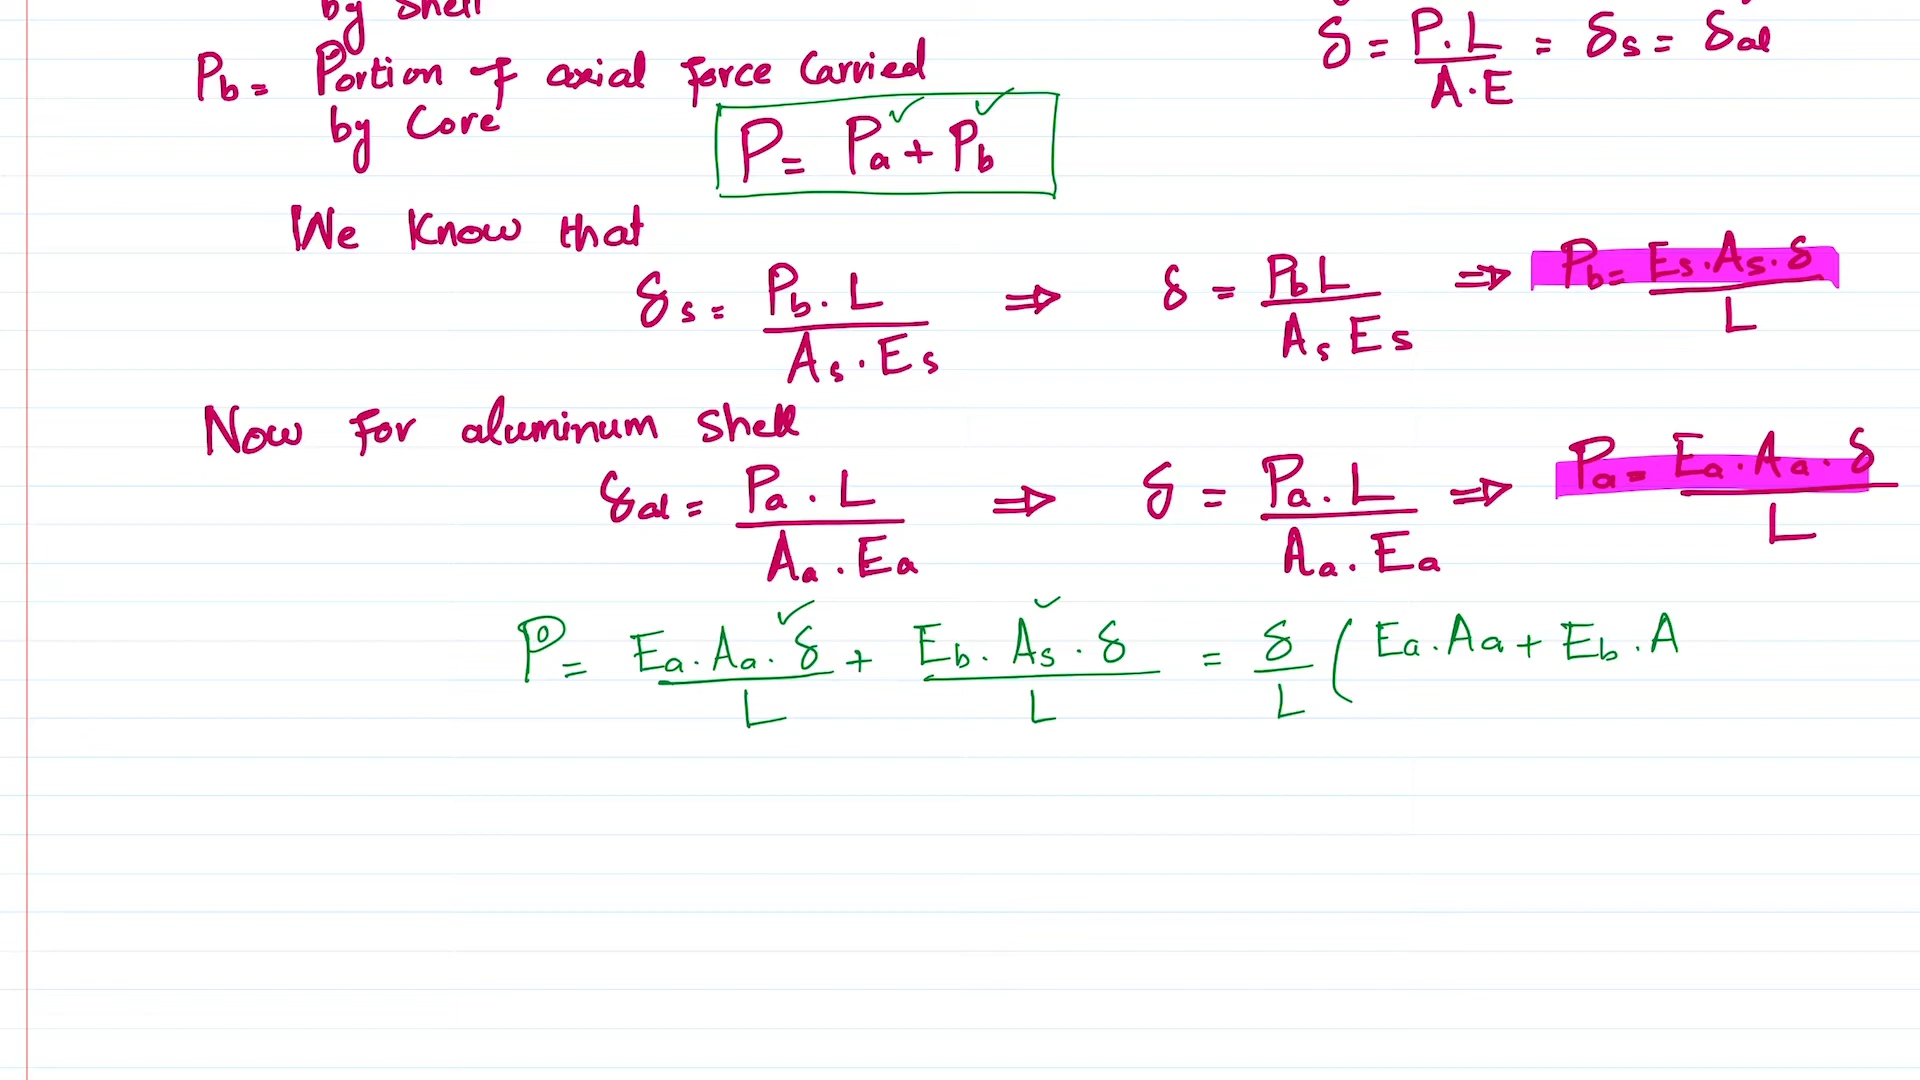 by Shell
δ = P.L / A.E = δs = δal
Pb = Portion of axial force Carried
by Core
P = Pa + Pb
We Know that
δs = Pb . L / As . Es ⇒ δ = PbL / As Es ⇒ Pb = Es . As . δ / L
Now For aluminum Shell
δal = Pa . L / Aa . Ea ⇒ δ = Pa . L / Aa . Ea ⇒ Pa = Ea . Aa . δ / L
P = Ea . Aa . δ / L + Eb . As . δ / L = δ / L ( Ea . Aa + Eb . A